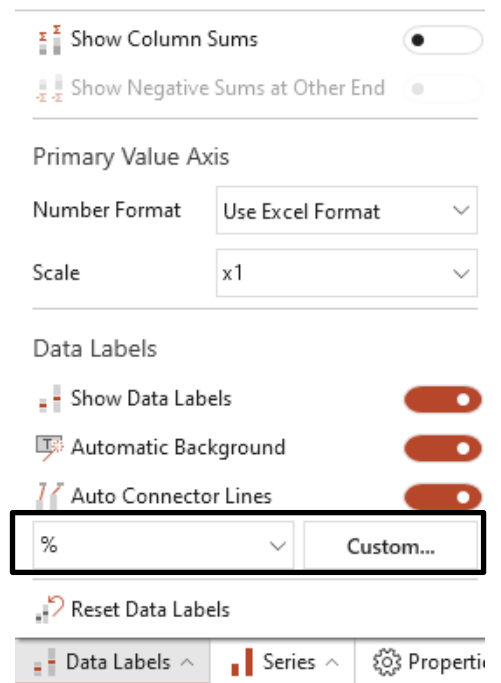 Show Column Sums
Show Negative Sums at Other End
Primary Value Axis
Number Format Use Excel Format
Scale x1
Data Labels
Show Data Labels
Automatic Background
Auto Connector Lines
% Custom...
Reset Data Labels
Data Labels Series Properti